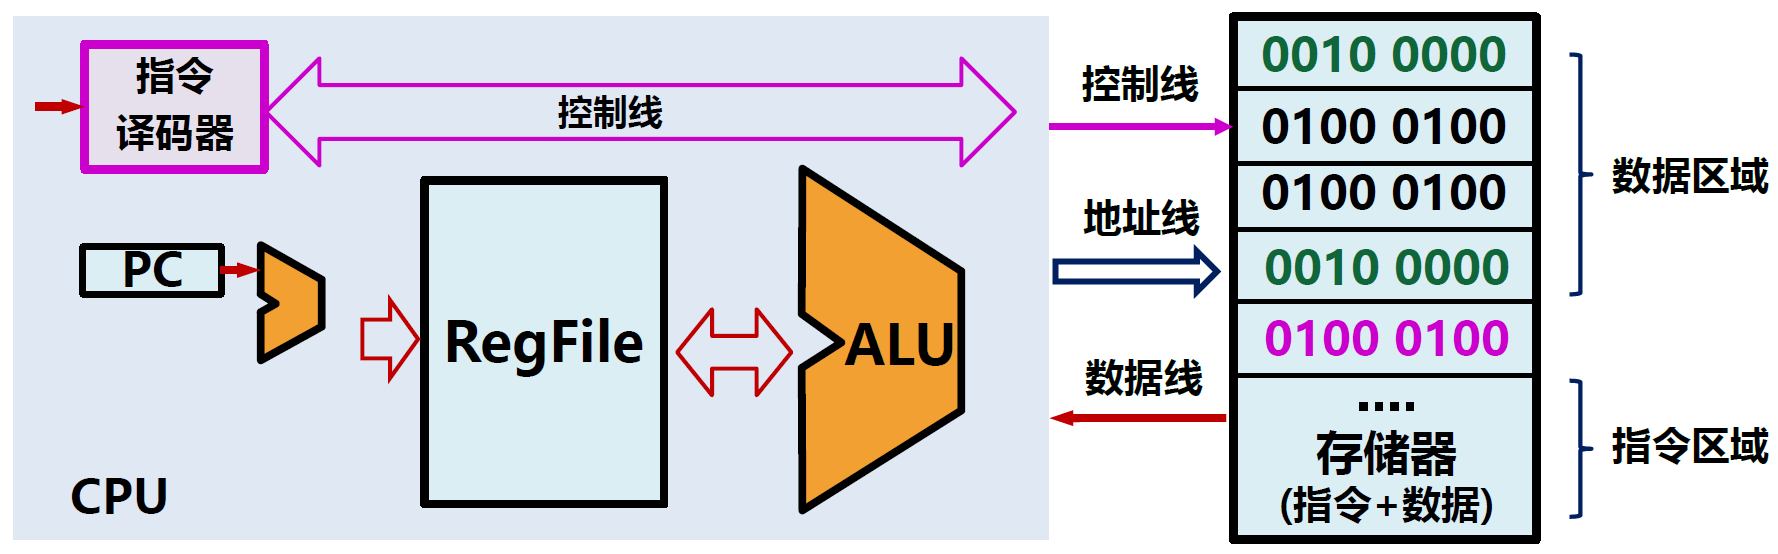 指令
译码器
控制线
PC
RegFile
ALU
CPU
控制线
地址线
数据线
0010 0000
0100 0100
0100 0100
0010 0000
0100 0100
....
存储器
(指令+数据)
数据区域
指令区域